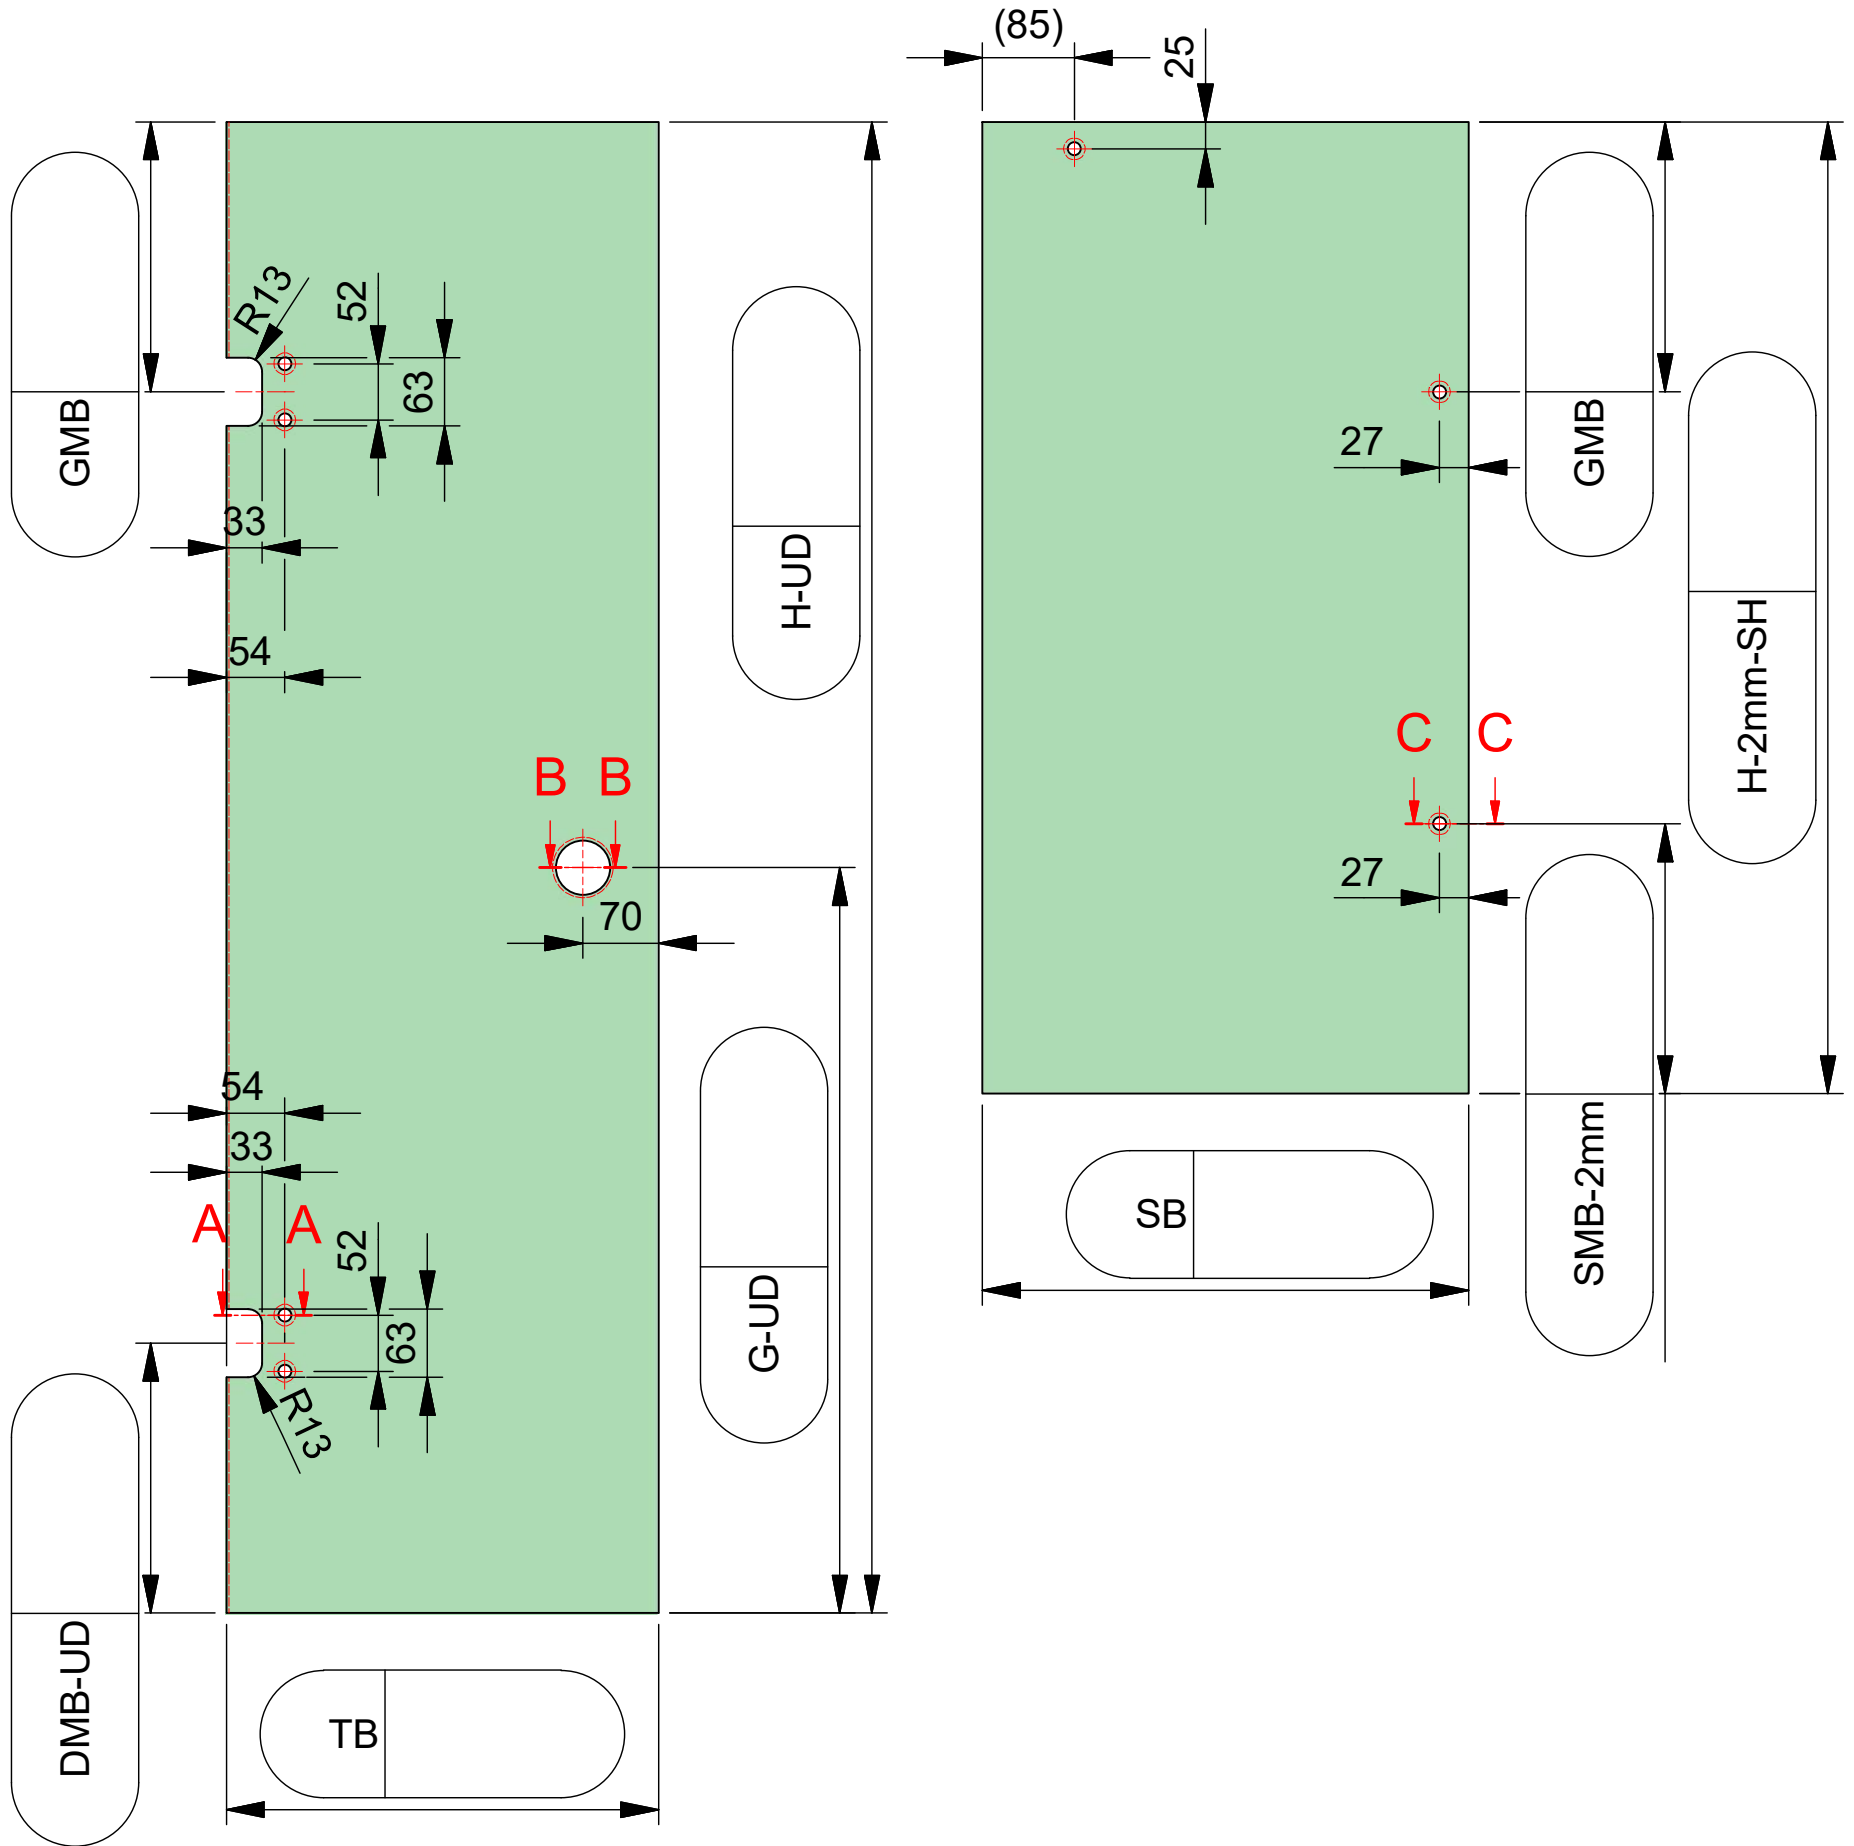 (85)
25
R13
52
63
GMB
33
54
H-UD
B B
70
54
33
A A
52
63
R13
G-UD
DMB-UD
TB
GMB
27
H-2mm-SH
C C
27
SB
SMB-2mm